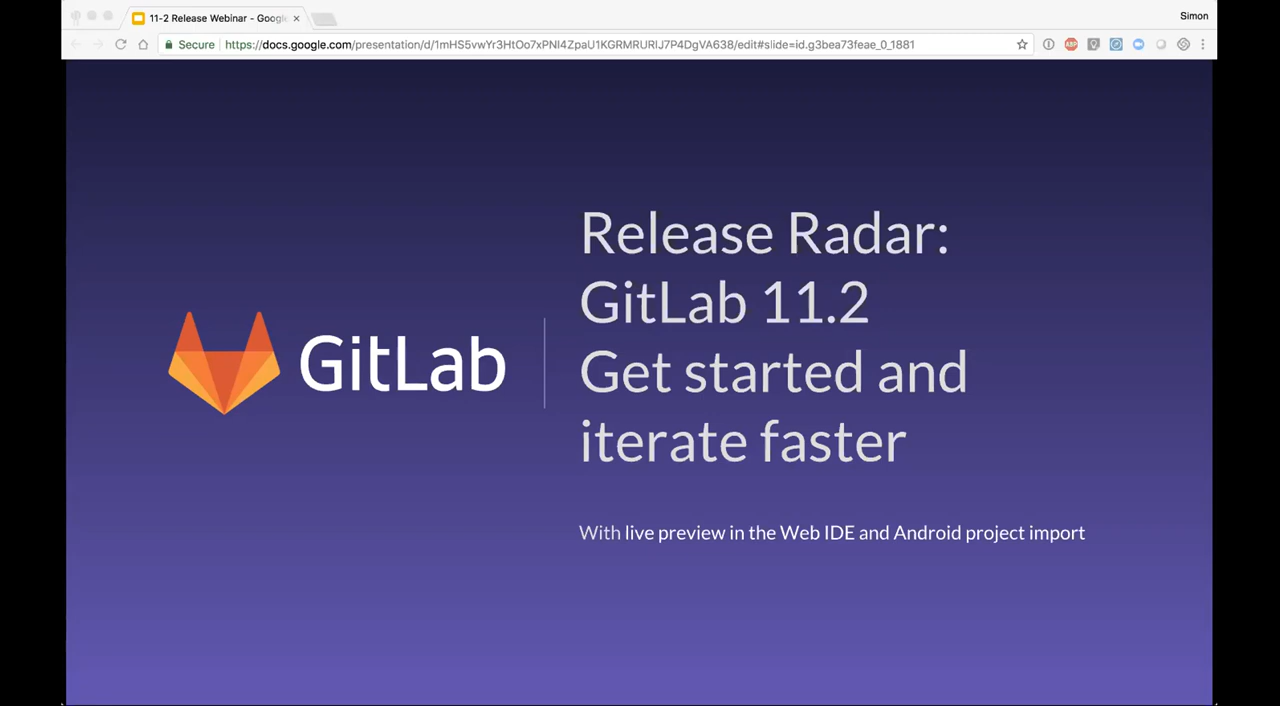 11-2 Release Webinar - Google
Simon
Secure
https://docs.google.com/presentation/d/1mHS5vwYr3HtOo7xPNI4ZpaU1KGRMRURIJ7P4DgVA638/edit#slide=id.g3bea73feae_0_1881
ABP
GitLab
Release Radar:
GitLab 11.2
Get started and
iterate faster
With live preview in the Web IDE and Android project import